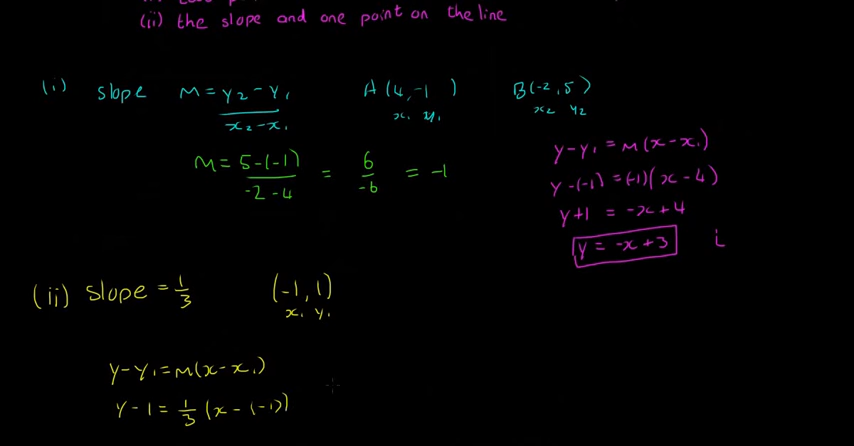 (ii) the slope and one point on the line
(i) slope M = y₂ - y₁ / x₂ - x₁ A (4, -1) B (-2, 5)
x₁ y₁ x₂ y₂
M = 5 - (-1) / -2 - 4 = 6 / -6 = -1
y - y₁ = M(x - x₁)
y - (-1) = (-1)(x - 4)
y + 1 = -x + 4
y = -x + 3 i
(ii) slope = 1/3 (-1, 1)
x₁ y₁
y - y₁ = M(x - x₁)
y - 1 = 1/3 (x - (-1))